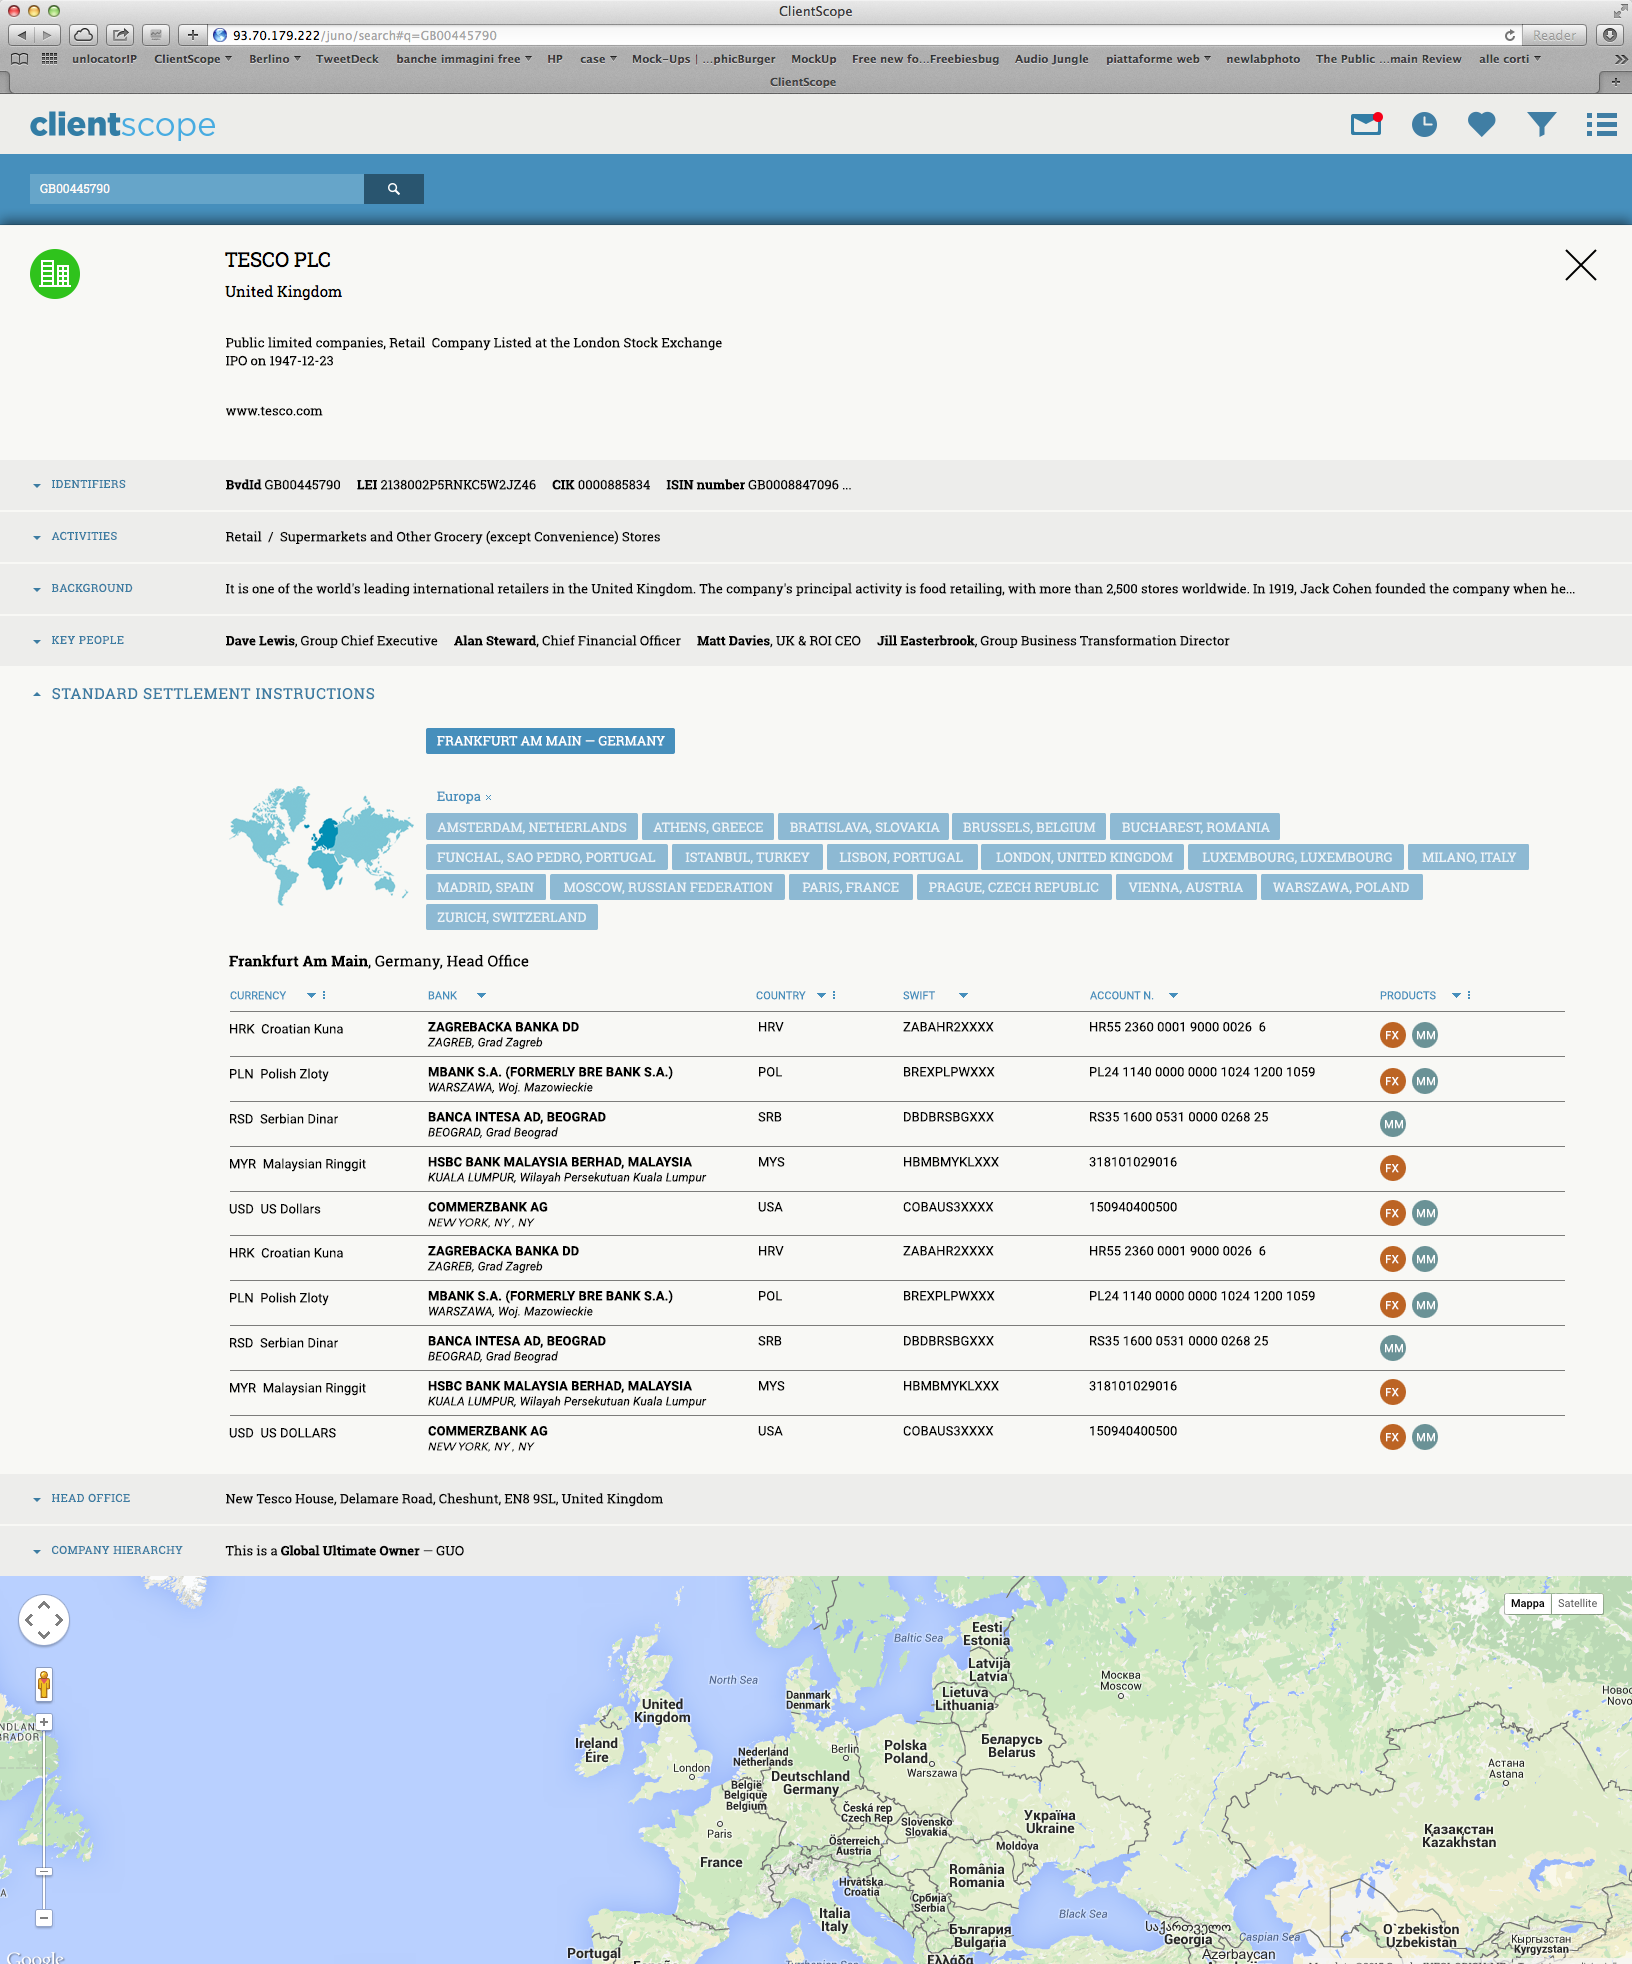 ClientScope
93.70.179.222/juno/search#q=GB00445790
Reader
unlocatorIP ClientScope Berlino TweetDeck banche immagini free HP case Mock-Ups | ...phicBurger MockUp Free new fo...Freebiesbug Audio Jungle piattaforme web newlabphoto The Public ...main Review alle corti
ClientScope
clientscope
GB00445790
TESCO PLC
United Kingdom
Public limited companies, Retail Company Listed at the London Stock Exchange
IPO on 1947-12-23
www.tesco.com
IDENTIFIERS BvdId GB00445790 LEI 2138002P5RNKC5W2JZ46 CIK 0000885834 ISIN number GB0008847096 ...
ACTIVITIES Retail / Supermarkets and Other Grocery (except Convenience) Stores
BACKGROUND It is one of the world's leading international retailers in the United Kingdom. The company's principal activity is food retailing, with more than 2,500 stores worldwide. In 1919, Jack Cohen founded the company when he...
KEY PEOPLE Dave Lewis, Group Chief Executive Alan Steward, Chief Financial Officer Matt Davies, UK & ROI CEO Jill Easterbrook, Group Business Transformation Director
STANDARD SETTLEMENT INSTRUCTIONS
FRANKFURT AM MAIN — GERMANY
Europa ×
AMSTERDAM, NETHERLANDS ATHENS, GREECE BRATISLAVA, SLOVAKIA BRUSSELS, BELGIUM BUCHAREST, ROMANIA
FUNCHAL, SAO PEDRO, PORTUGAL ISTANBUL, TURKEY LISBON, PORTUGAL LONDON, UNITED KINGDOM LUXEMBOURG, LUXEMBOURG MILANO, ITALY
MADRID, SPAIN MOSCOW, RUSSIAN FEDERATION PARIS, FRANCE PRAGUE, CZECH REPUBLIC VIENNA, AUSTRIA WARSZAWA, POLAND
ZURICH, SWITZERLAND
Frankfurt Am Main, Germany, Head Office
CURRENCY BANK COUNTRY SWIFT ACCOUNT N. PRODUCTS
HRK Croatian Kuna ZAGREBACKA BANKA DD HRV ZABAHR2XXXX HR55 2360 0001 9000 0026 6 FX MM
ZAGREB, Grad Zagreb
PLN Polish Zloty MBANK S.A. (FORMERLY BRE BANK S.A.) POL BREXPLPWXXX PL24 1140 0000 0000 1024 1200 1059 FX MM
WARSZAWA, Woj. Mazowieckie
RSD Serbian Dinar BANCA INTESA AD, BEOGRAD SRB DBDBRSBGXXX RS35 1600 0531 0000 0268 25 MM
BEOGRAD, Grad Beograd
MYR Malaysian Ringgit HSBC BANK MALAYSIA BERHAD, MALAYSIA MYS HBMBMYKLXXX 318101029016 FX
KUALA LUMPUR, Wilayah Persekutuan Kuala Lumpur
USD US Dollars COMMERZBANK AG USA COBAUS3XXXX 150940400500 FX MM
NEW YORK, NY , NY
HRK Croatian Kuna ZAGREBACKA BANKA DD HRV ZABAHR2XXXX HR55 2360 0001 9000 0026 6 FX MM
ZAGREB, Grad Zagreb
PLN Polish Zloty MBANK S.A. (FORMERLY BRE BANK S.A.) POL BREXPLPWXXX PL24 1140 0000 0000 1024 1200 1059 FX MM
WARSZAWA, Woj. Mazowieckie
RSD Serbian Dinar BANCA INTESA AD, BEOGRAD SRB DBDBRSBGXXX RS35 1600 0531 0000 0268 25 MM
BEOGRAD, Grad Beograd
MYR Malaysian Ringgit HSBC BANK MALAYSIA BERHAD, MALAYSIA MYS HBMBMYKLXXX 318101029016 FX
KUALA LUMPUR, Wilayah Persekutuan Kuala Lumpur
USD US DOLLARS COMMERZBANK AG USA COBAUS3XXXX 150940400500 FX MM
NEW YORK, NY , NY
HEAD OFFICE New Tesco House, Delamare Road, Cheshunt, EN8 9SL, United Kingdom
COMPANY HIERARCHY This is a Global Ultimate Owner — GUO
Mappa Satellite
Eesti
Estonia
Baltic Sea
Latvija
Latvia
North Sea
Москва
Moscow
Lietuva
Lithuania
Danmark
Denmark
United
Kingdom
Ireland
Éire
Nederland
Netherlands
Berlin
Polska
Poland
Warszawa
Беларусь
Belarus
London
Deutschland
Germany
België
Belgique
Belgium
Астана
Astana
Česká rep
Czech Rep
Slovensko
Slovakia
Україна
Ukraine
Paris
Österreich
Austria
Moldova
Қазақстан
Kazakhstan
France
România
Romania
Hrvatska
Croatia
Србија
Serbia
Italia
Italy
Black Sea
България
Bulgaria
საქართველო
Georgia
Caspian Sea
O'zbekiston
Uzbekistan
Кыргызстан
Kyrgyzstan
Portugal
Ελλάδα
Azərbaycan
Google